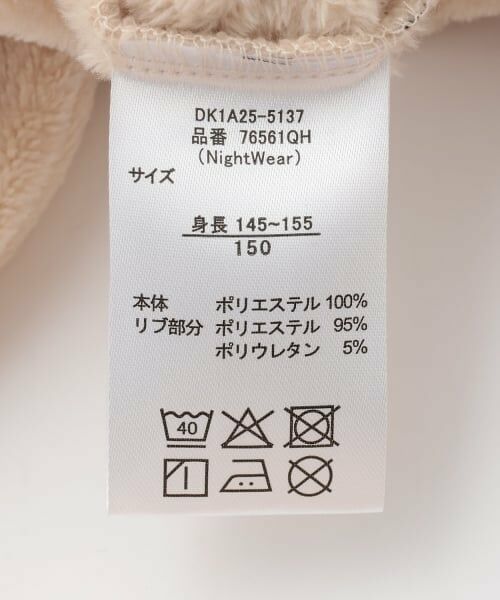 DK1A25-5137
品番 76561QH
(NightWear)
サイズ
身長 145~155
150
本体 ポリエステル 100%
リブ部分 ポリエステル 95%
ポリウレタン 5%
40